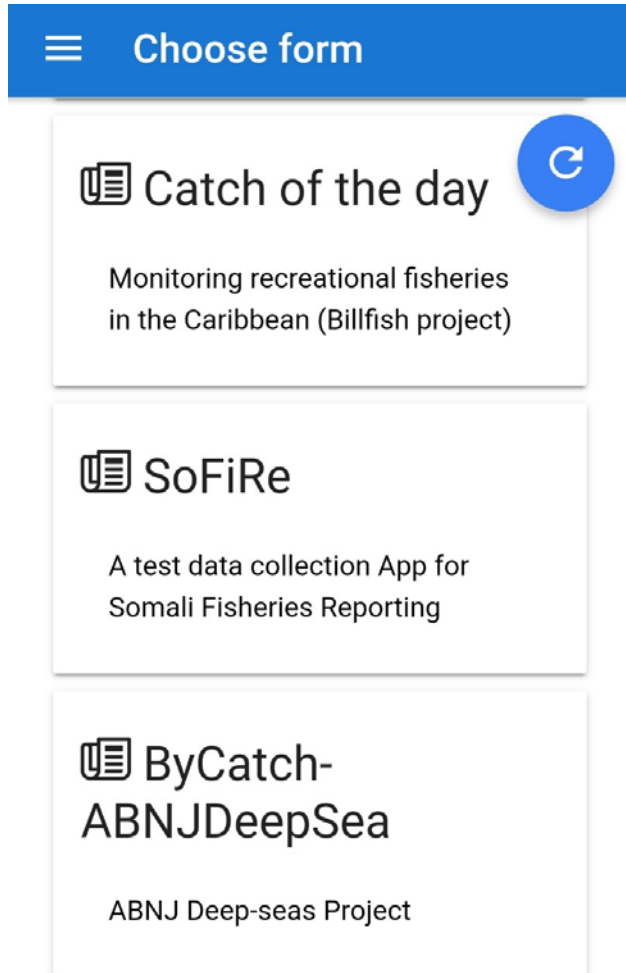 Choose form
Catch of the day
Monitoring recreational fisheries
in the Caribbean (Billfish project)
SoFiRe
A test data collection App for
Somali Fisheries Reporting
ByCatch-
ABNJDeepSea
ABNJ Deep-seas Project